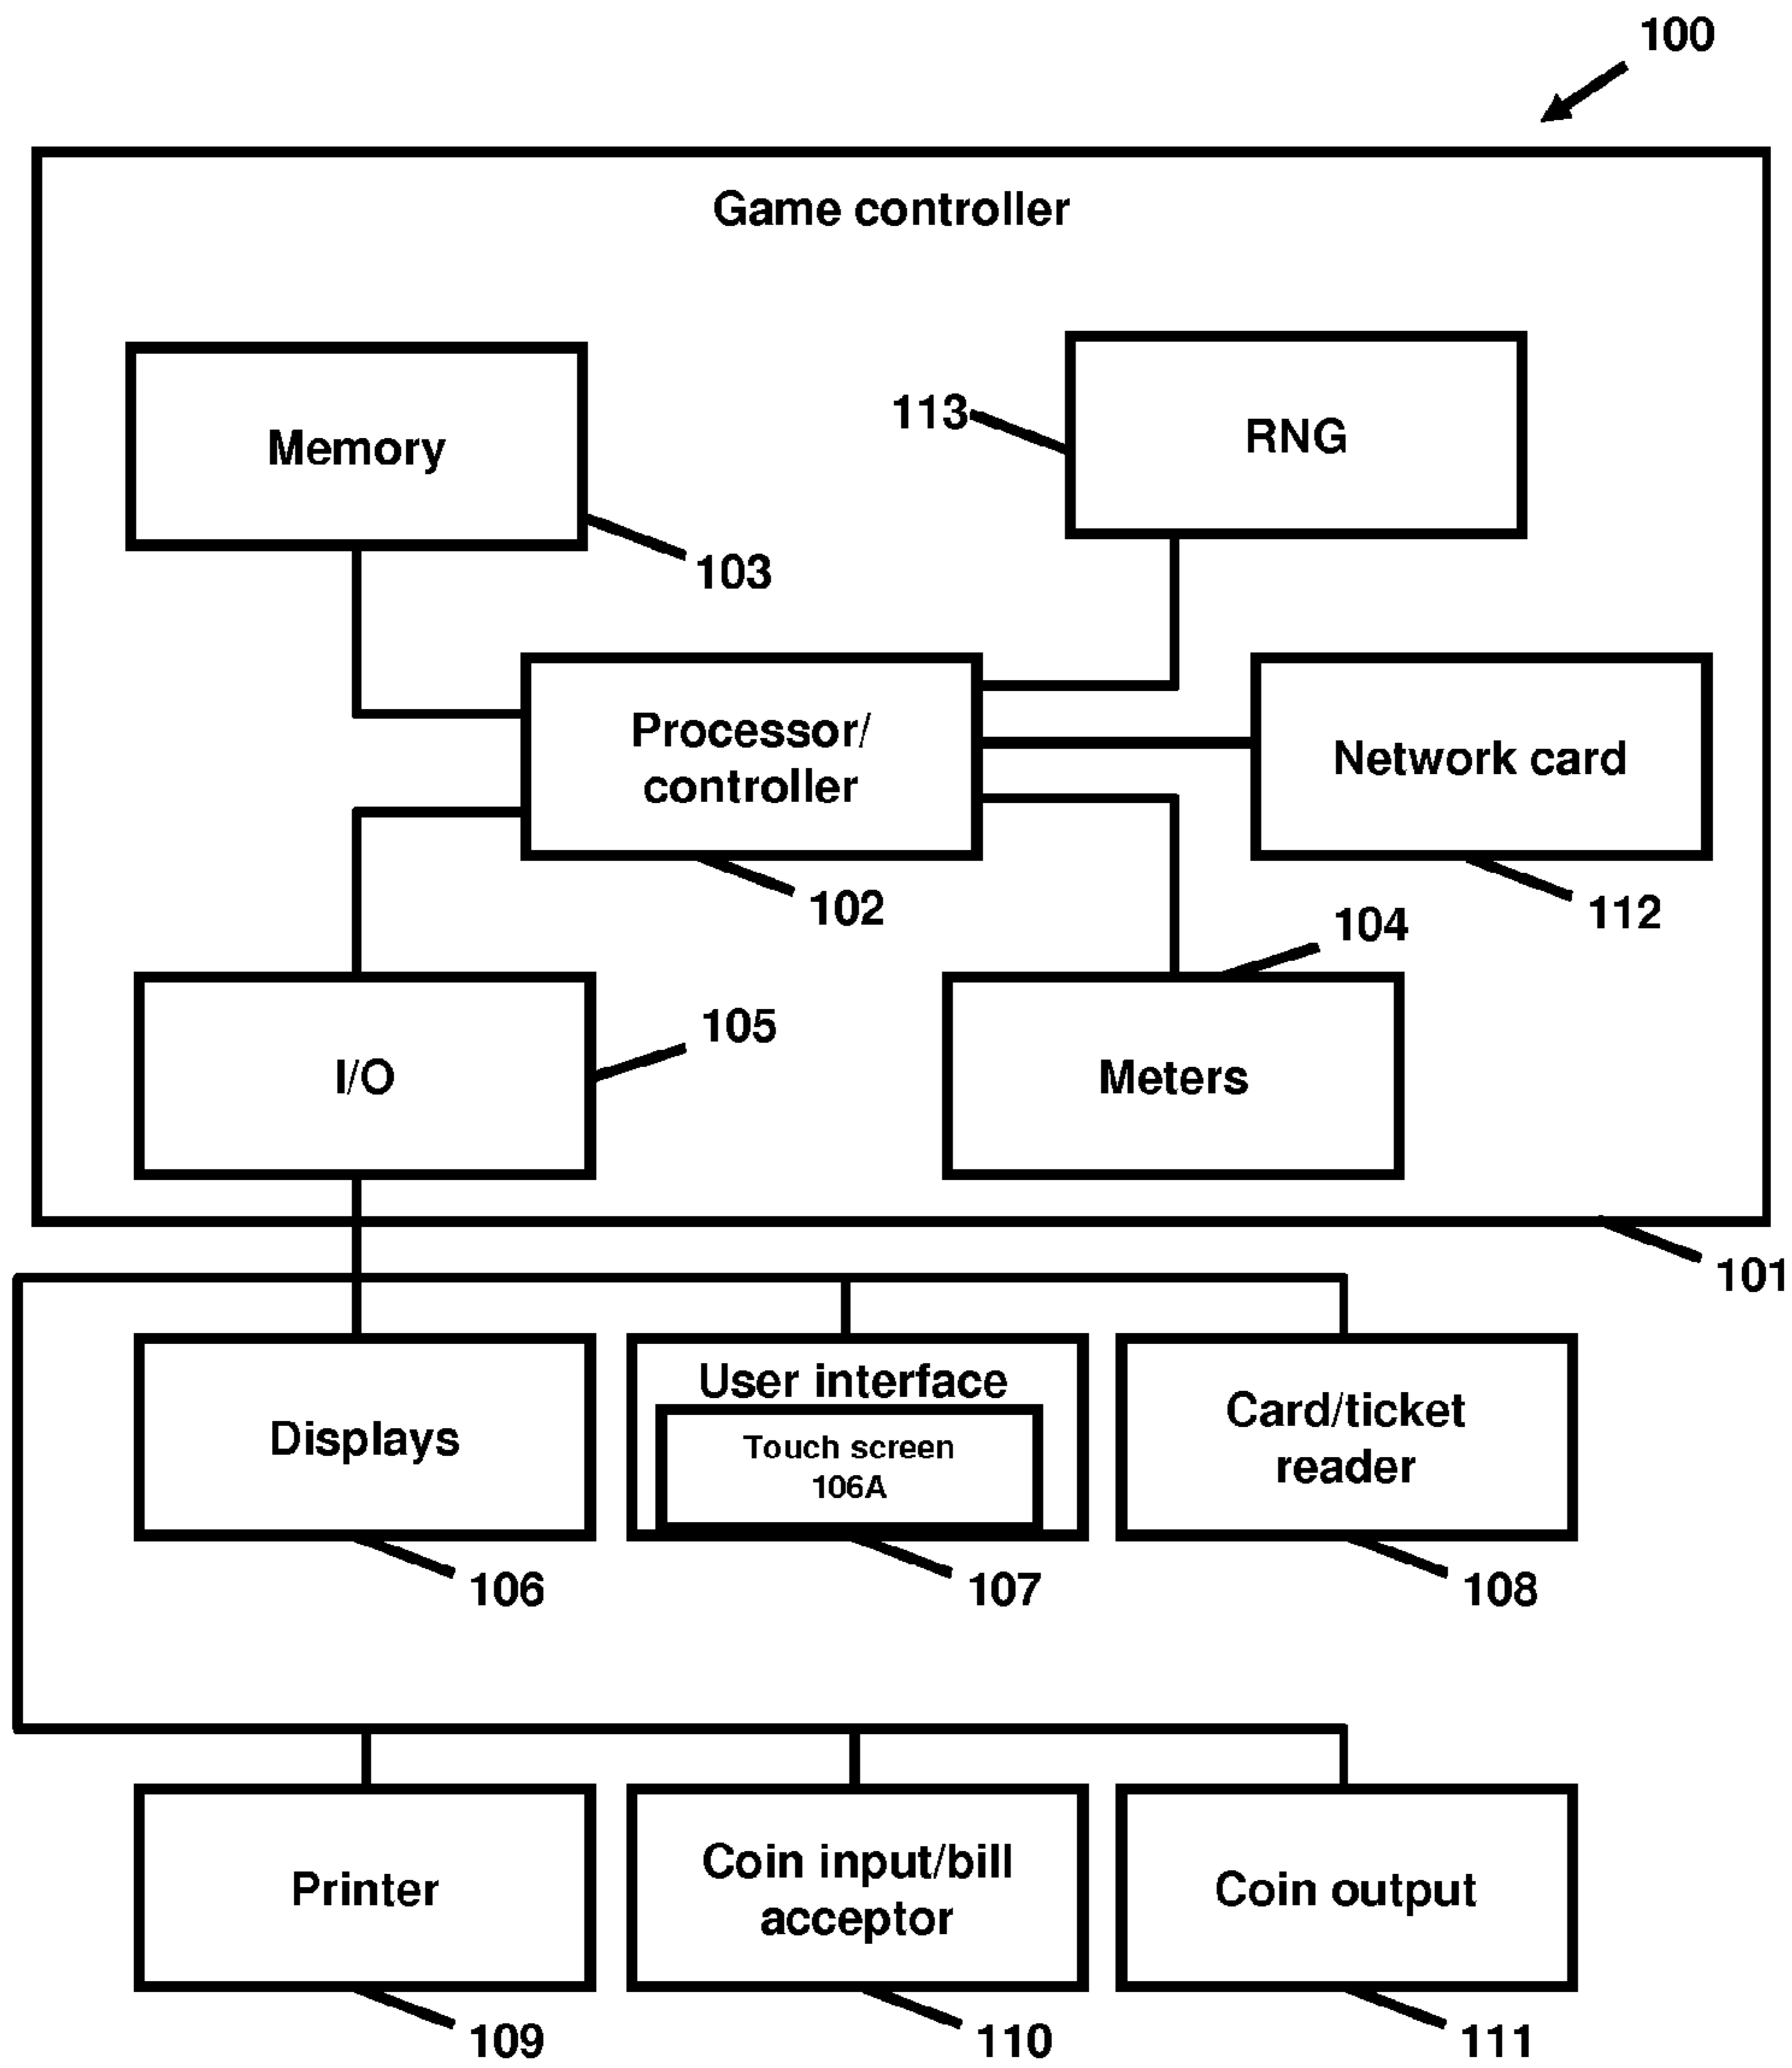 100
Game controller
Memory
113
RNG
103
Processor/
controller
Network card
102
112
104
105
I/O
Meters
101
Displays
User interface
Touch screen
106A
Card/ticket
reader
106
107
108
Printer
Coin input/bill
acceptor
Coin output
109
110
111